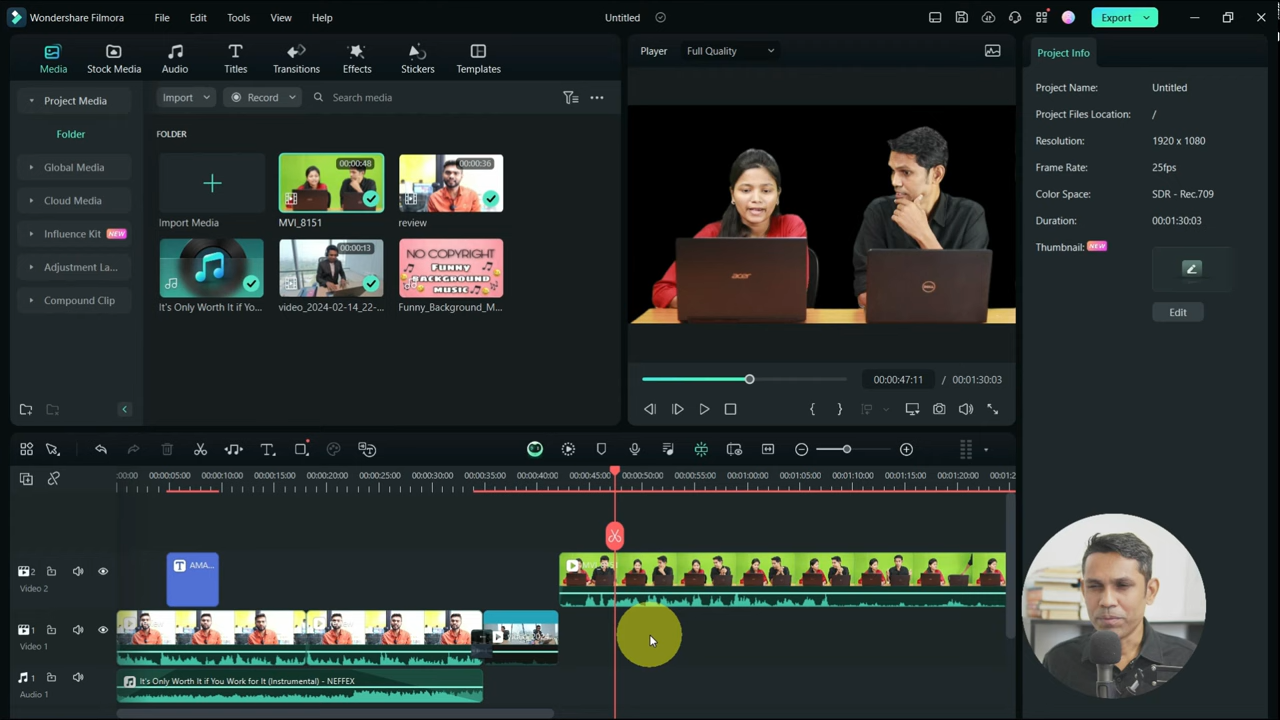 Wondershare Filmora File Edit Tools View Help Untitled Export
Media Stock Media Audio Titles Transitions Effects Stickers Templates
Player Full Quality
Project Info
Project Media
Folder
Global Media
Cloud Media
Influence Kit NEW
Adjustment La...
Compound Clip
Import Record Search media
FOLDER
Import Media
00:00:48
MVI_8151
00:00:36
review
It's Only Worth It if Yo...
00:00:13
video_2024-02-14_22-...
NO COPYRIGHT
Funny
BACKGROUND
MUSIC
Funny_Background_M...
acer
DELL
00:00:47:11 / 00:01:30:03
Project Name: Untitled
Project Files Location: /
Resolution: 1920 x 1080
Frame Rate: 25fps
Color Space: SDR - Rec.709
Duration: 00:01:30:03
Thumbnail: NEW
Edit
:00:00 00:00:05:00 00:00:10:00 00:00:15:00 00:00:20:00 00:00:25:00 00:00:30:00 00:00:35:00 00:00:40:00 00:00:45:00 00:00:50:00 00:00:55:00 00:01:00:00 00:01:05:00 00:01:10:00 00:01:15:00 00:01:20:00 00:01:2
2
Video 2
T AMA...
1
Video 1
1
Audio 1
It's Only Worth It if You Work for It (Instrumental) - NEFFEX